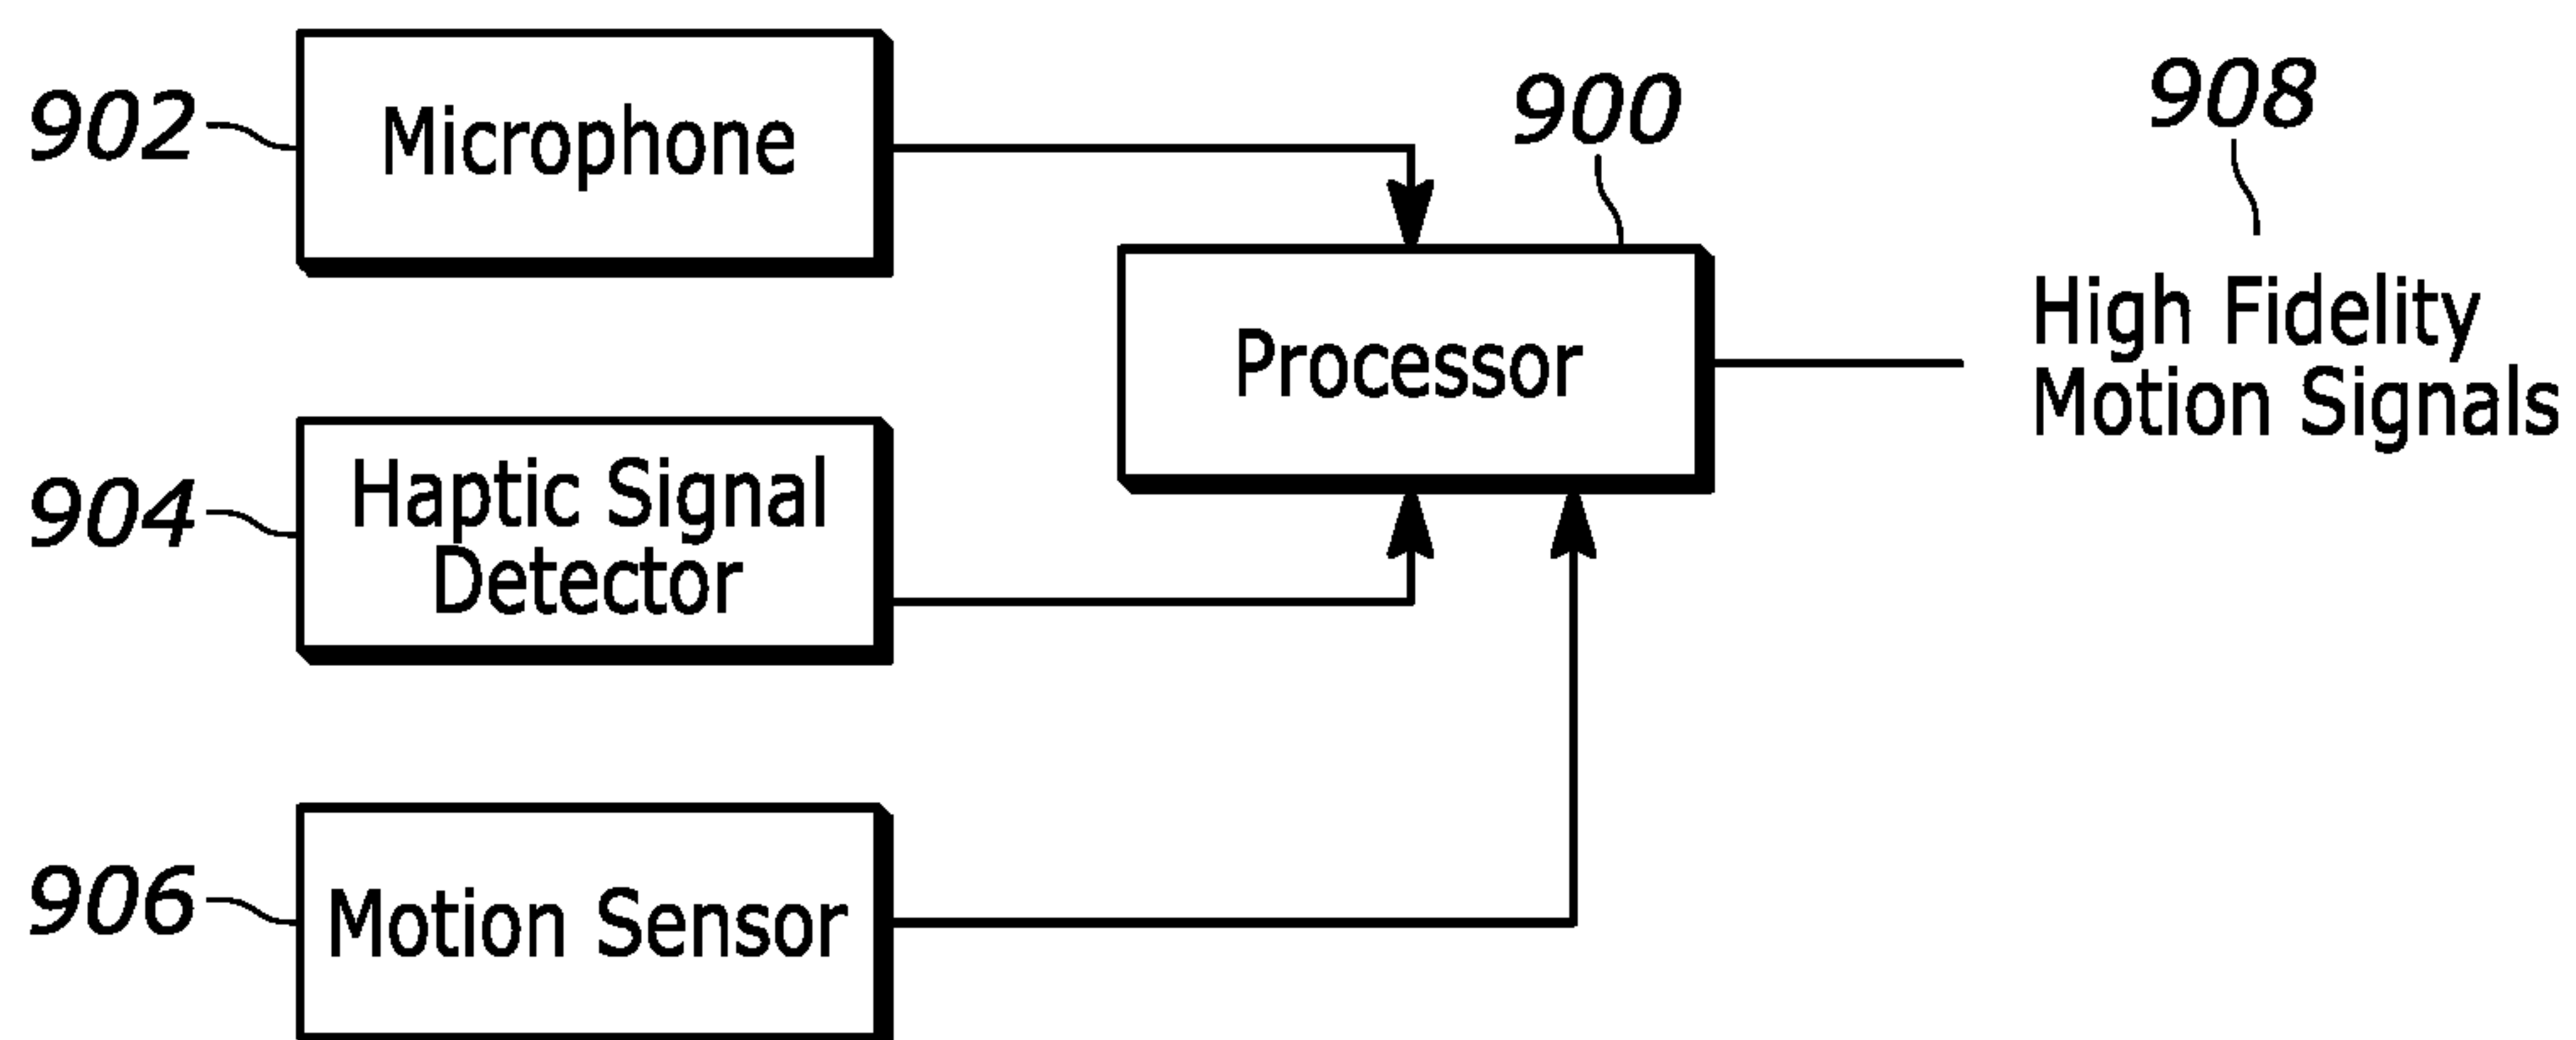 902
Microphone
900
908
Processor
High Fidelity
Motion Signals
904
Haptic Signal
Detector
906
Motion Sensor